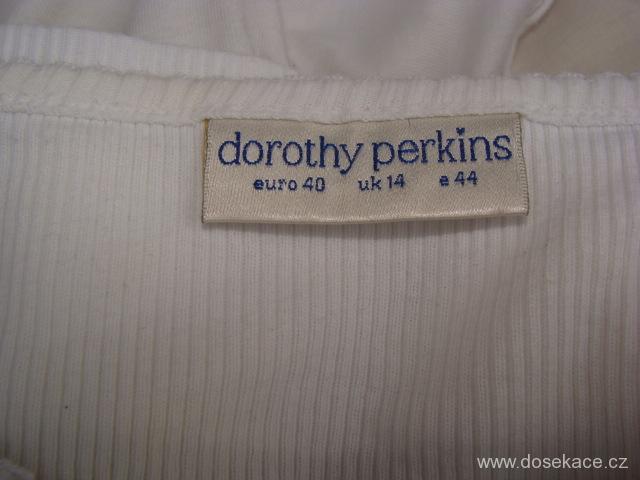 dorothy perkins
euro 40 uk 14 e 44
www.dosekace.cz